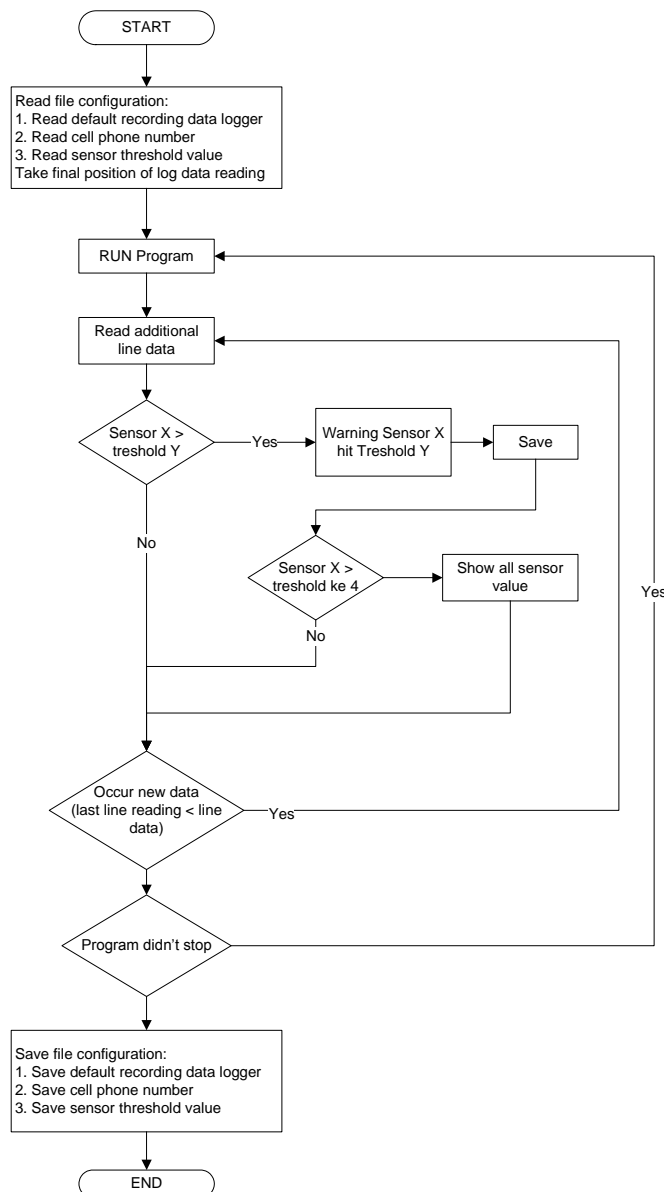 START
Read file configuration:
1. Read default recording data logger
2. Read cell phone number
3. Read sensor threshold value
Take final position of log data reading
RUN Program
Read additional
line data
Sensor X >
treshold Y
Yes
Warning Sensor X
hit Treshold Y
Save
No
Sensor X >
treshold ke 4
Show all sensor
value
No
Yes
Occur new data
(last line reading < line
data)
Yes
Program didn't stop
Save file configuration:
1. Save default recording data logger
2. Save cell phone number
3. Save sensor threshold value
END